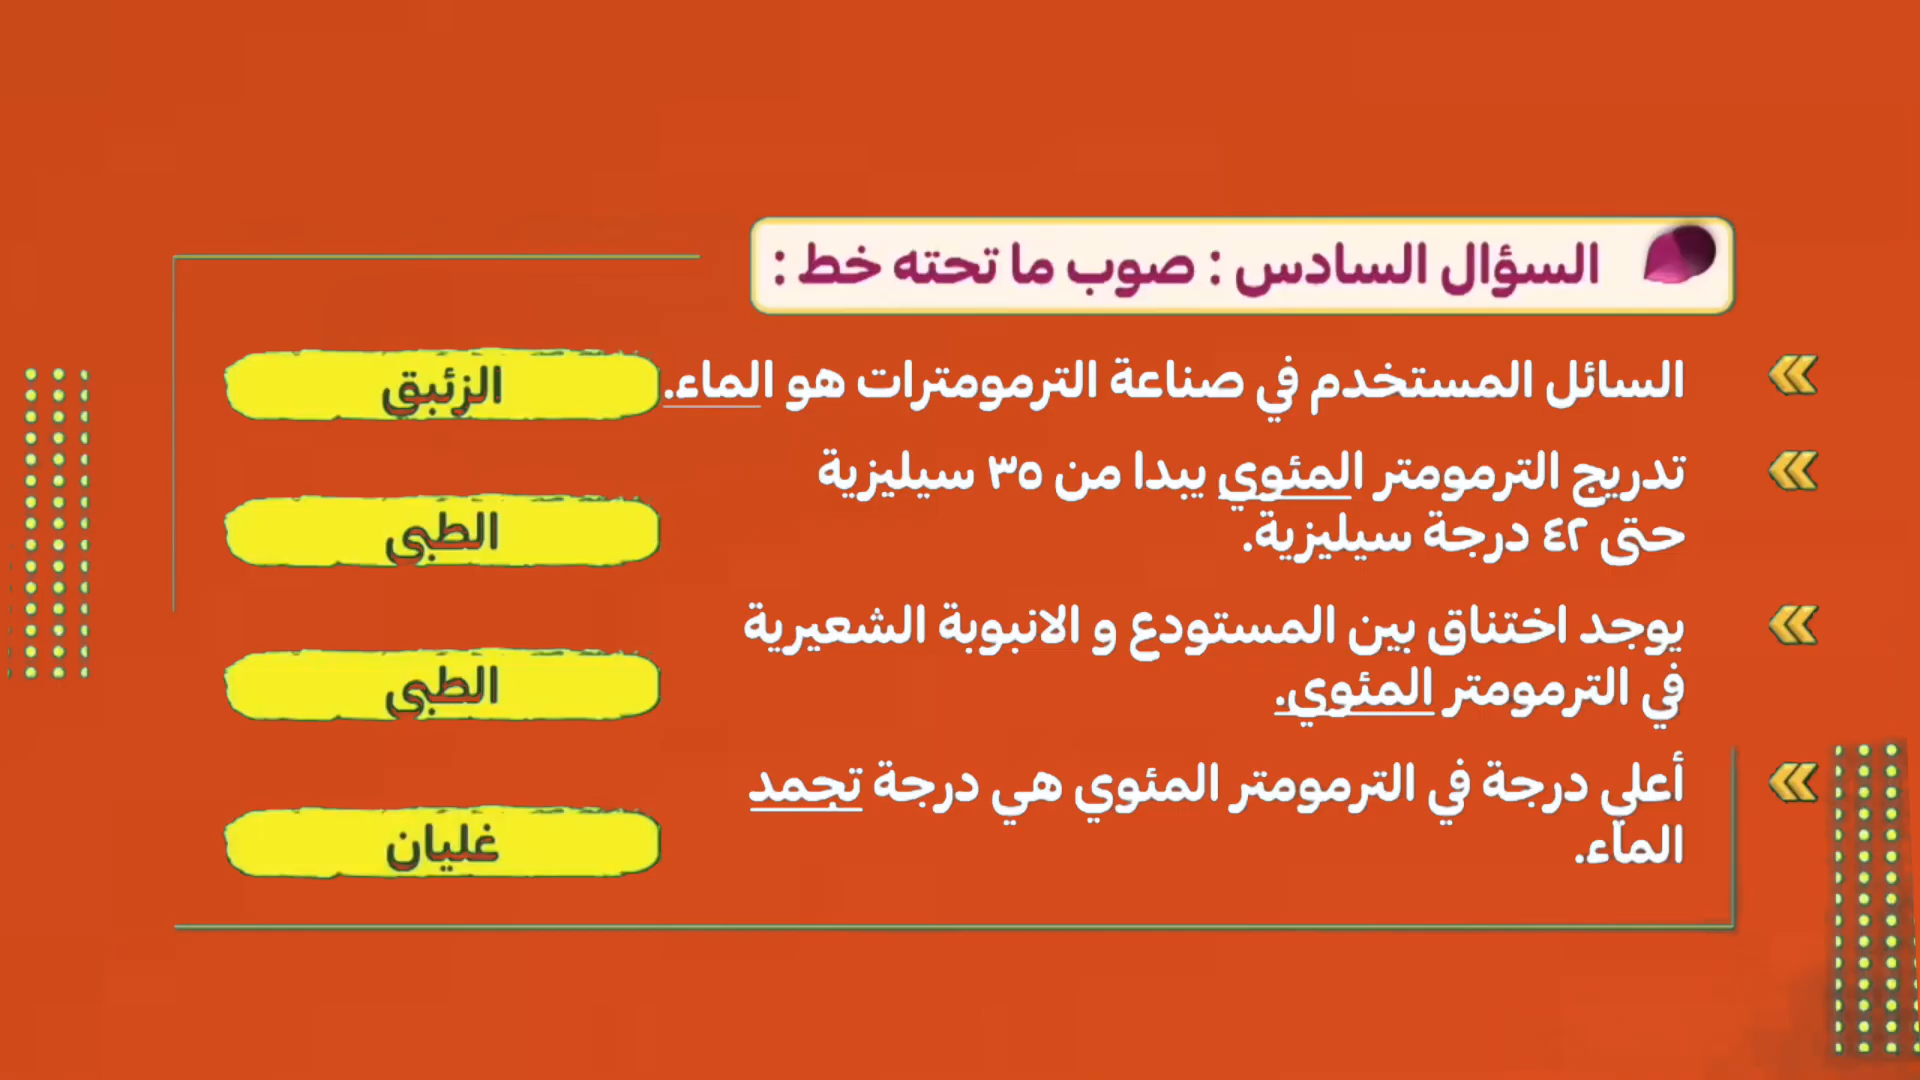 السؤال السادس : صوب ما تحته خط :
السائل المستخدم في صناعة الترمومترات هو الماء.
الزئبق
تدريج الترمومتر المئوي يبدا من ٣٥ سيليزية
حتى ٤٢ درجة سيليزية.
الطبى
يوجد اختناق بين المستودع و الانبوبة الشعيرية
في الترمومتر المئوي.
الطبى
أعلي درجة في الترمومتر المئوي هي درجة تجمد
الماء.
غليان